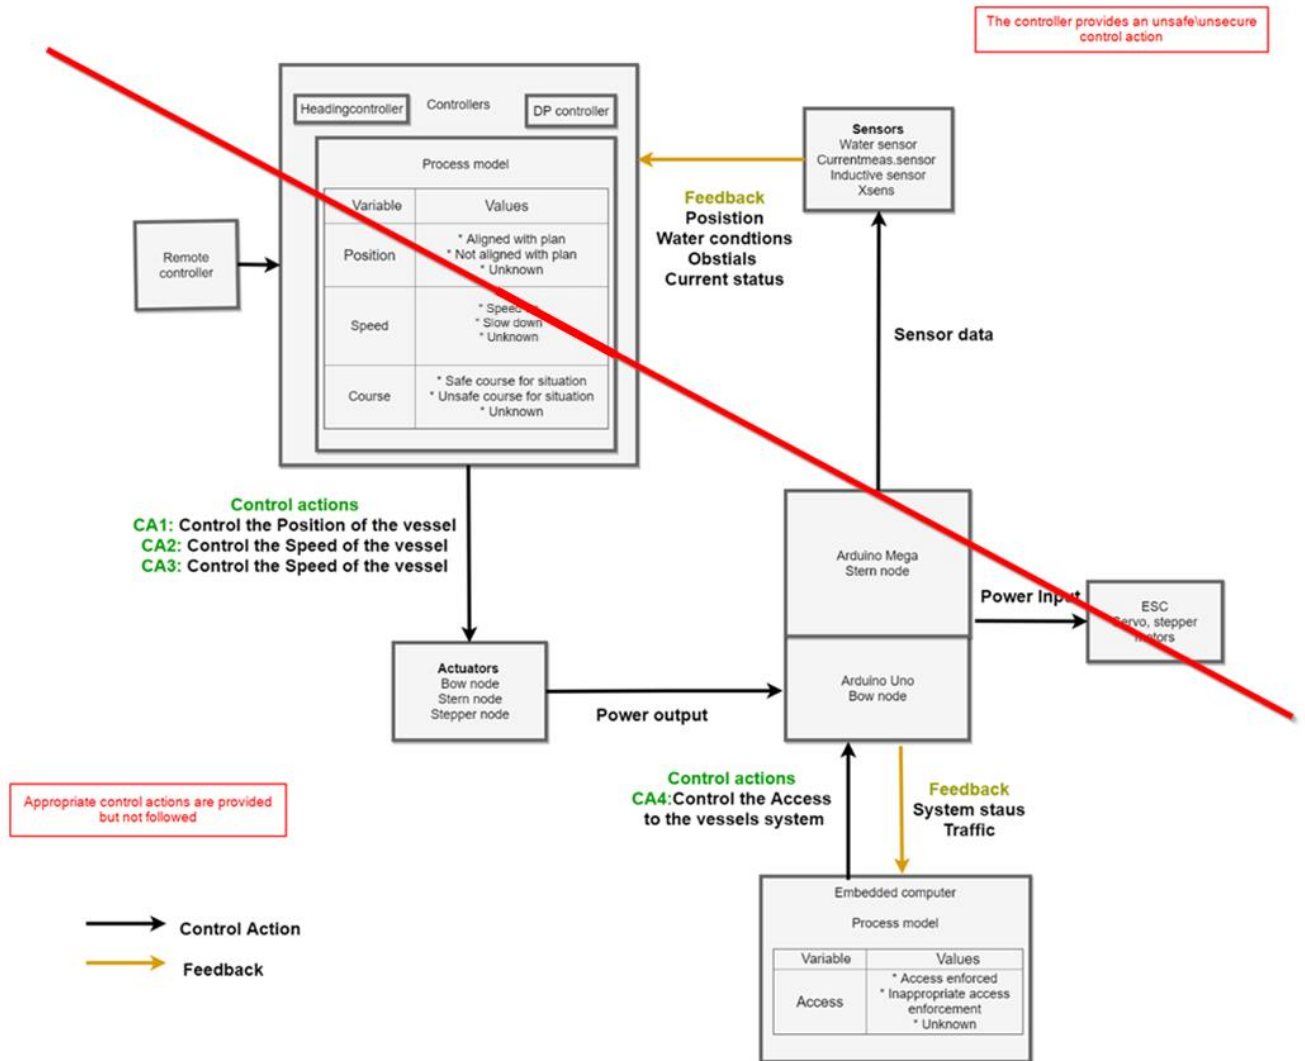 The controller provides an unsafe\unsecure
control action
Headingcontroller
Controllers
DP controller
Process model
Variable
Values
Position
* Aligned with plan
* Not aligned with plan
* Unknown
Speed
* Speed
* Slow down
* Unknown
Course
* Safe course for situation
* Unsafe course for situation
* Unknown
Remote
controller
Sensors
Water sensor
Currentmeas.sensor
Inductive sensor
Xsens
Feedback
Posistion
Water condtions
Obstials
Current status
Sensor data
Control actions
CA1: Control the Position of the vessel
CA2: Control the Speed of the vessel
CA3: Control the Speed of the vessel
Arduino Mega
Stern node
Power Input
ESC
Servo, stepper
motors
Actuators
Bow node
Stern node
Stepper node
Power output
Arduino Uno
Bow node
Appropriate control actions are provided
but not followed
Control actions
CA4:Control the Access
to the vessels system
Feedback
System staus
Traffic
Control Action
Feedback
Embedded computer
Process model
Variable
Values
Access
* Access enforced
* Inappropriate access
enforcement
* Unknown